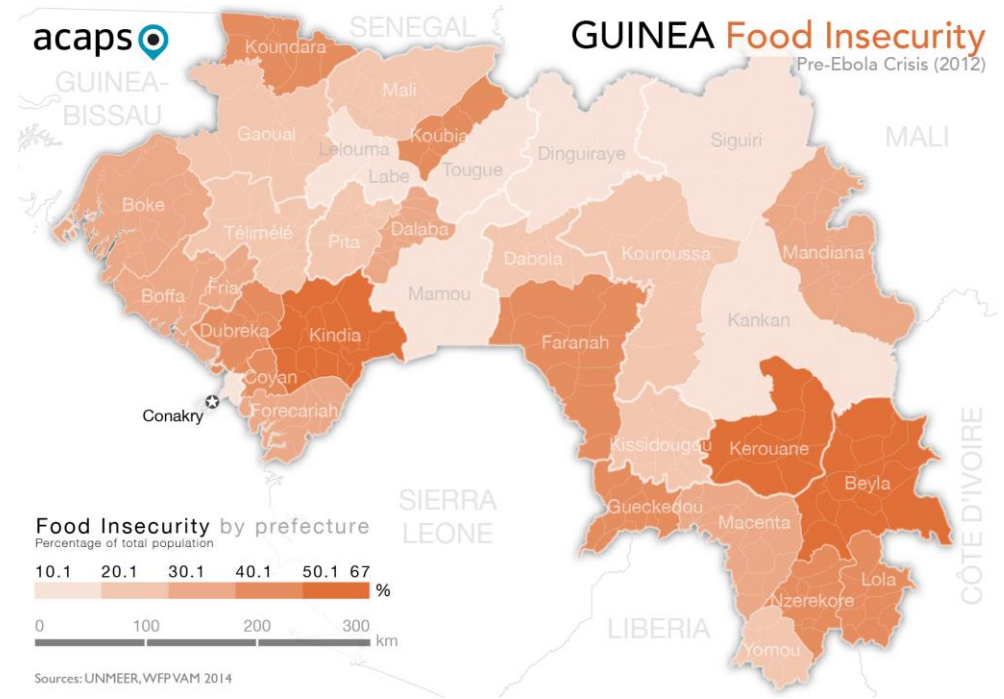 acaps
GUINEA Food Insecurity
Pre-Ebola Crisis (2012)
SENEGAL
GUINEA-
BISSAU
MALI
Koundara
Mali
Koubia
Gaoual
Lelouma
Labe
Tougue
Dinguiraye
Siguiri
Boke
Télimélé
Pita
Dalaba
Dabola
Kouroussa
Mandiana
Boffa
Fria
Mamou
Kankan
Dubreka
Kindia
Faranah
Coyah
Conakry
Forecariah
Kissidougou
Kerouane
Beyla
SIERRA
LEONE
Gueckedou
Macenta
Nzerekore
Lola
LIBERIA
Yomou
CÔTE D'IVOIRE
Food Insecurity by prefecture
Percentage of total population
10.1 20.1 30.1 40.1 50.1 67
%
0 100 200 300
km
Sources: UNMEER, WFP VAM 2014